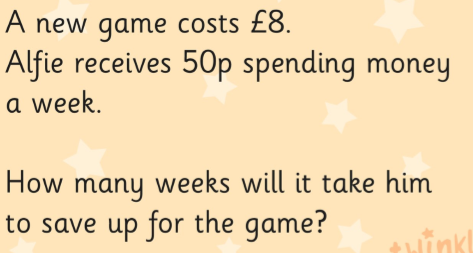 A new game costs £8.
Alfie receives 50p spending money
a week.
How many weeks will it take him
to save up for the game?